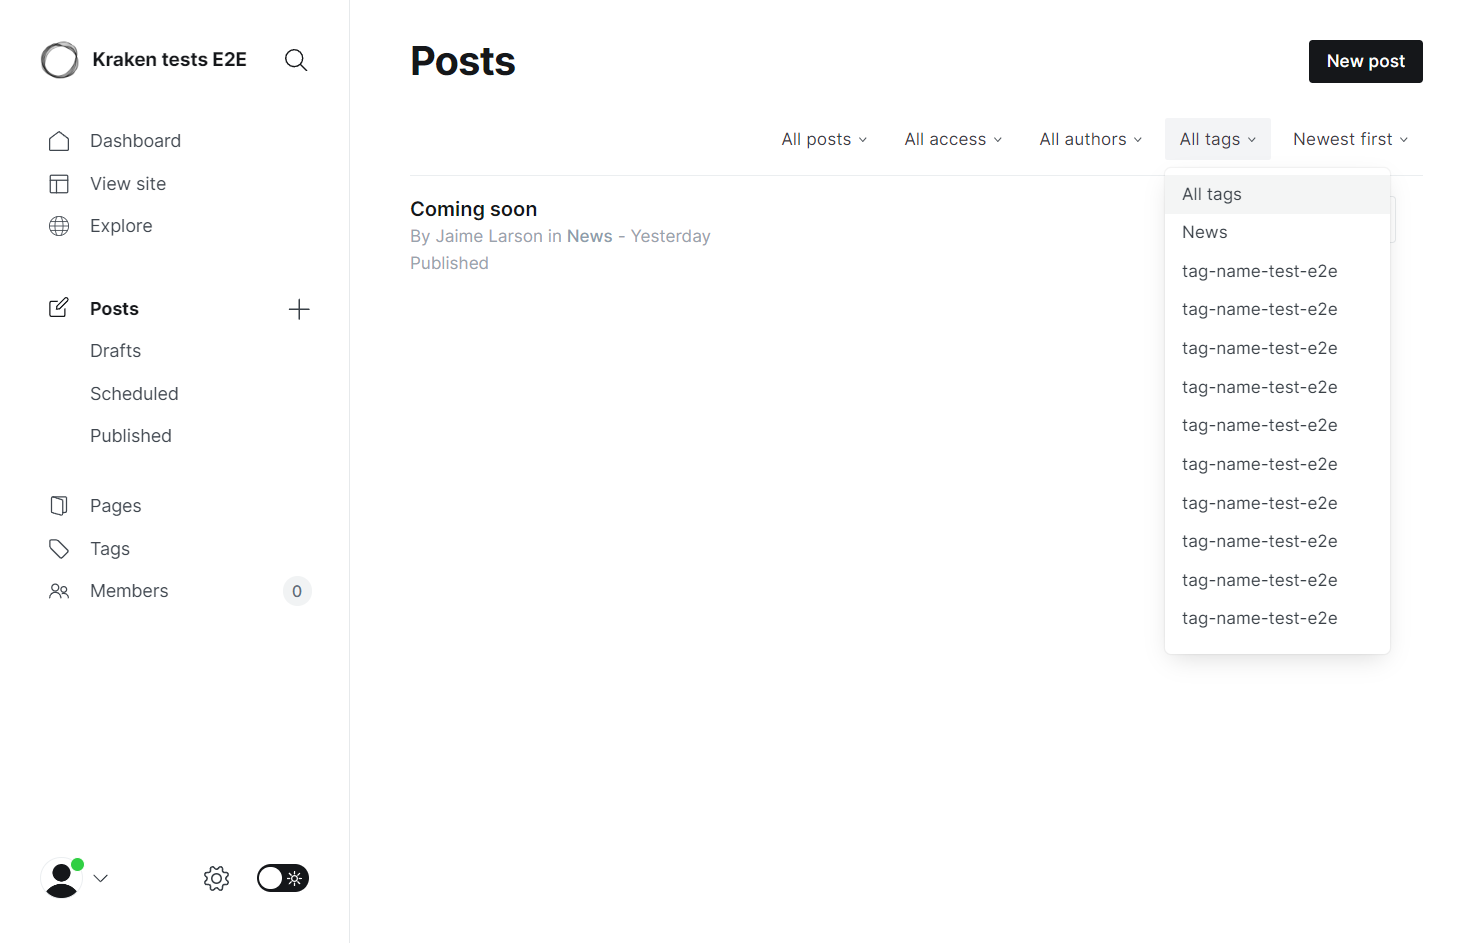 Kraken tests E2E
Dashboard
View site
Explore
Posts
Drafts
Scheduled
Published
Pages
Tags
Members 0
Posts
New post
All posts All access All authors All tags Newest first
Coming soon
By Jaime Larson in News - Yesterday
Published
All tags
News
tag-name-test-e2e
tag-name-test-e2e
tag-name-test-e2e
tag-name-test-e2e
tag-name-test-e2e
tag-name-test-e2e
tag-name-test-e2e
tag-name-test-e2e
tag-name-test-e2e
tag-name-test-e2e